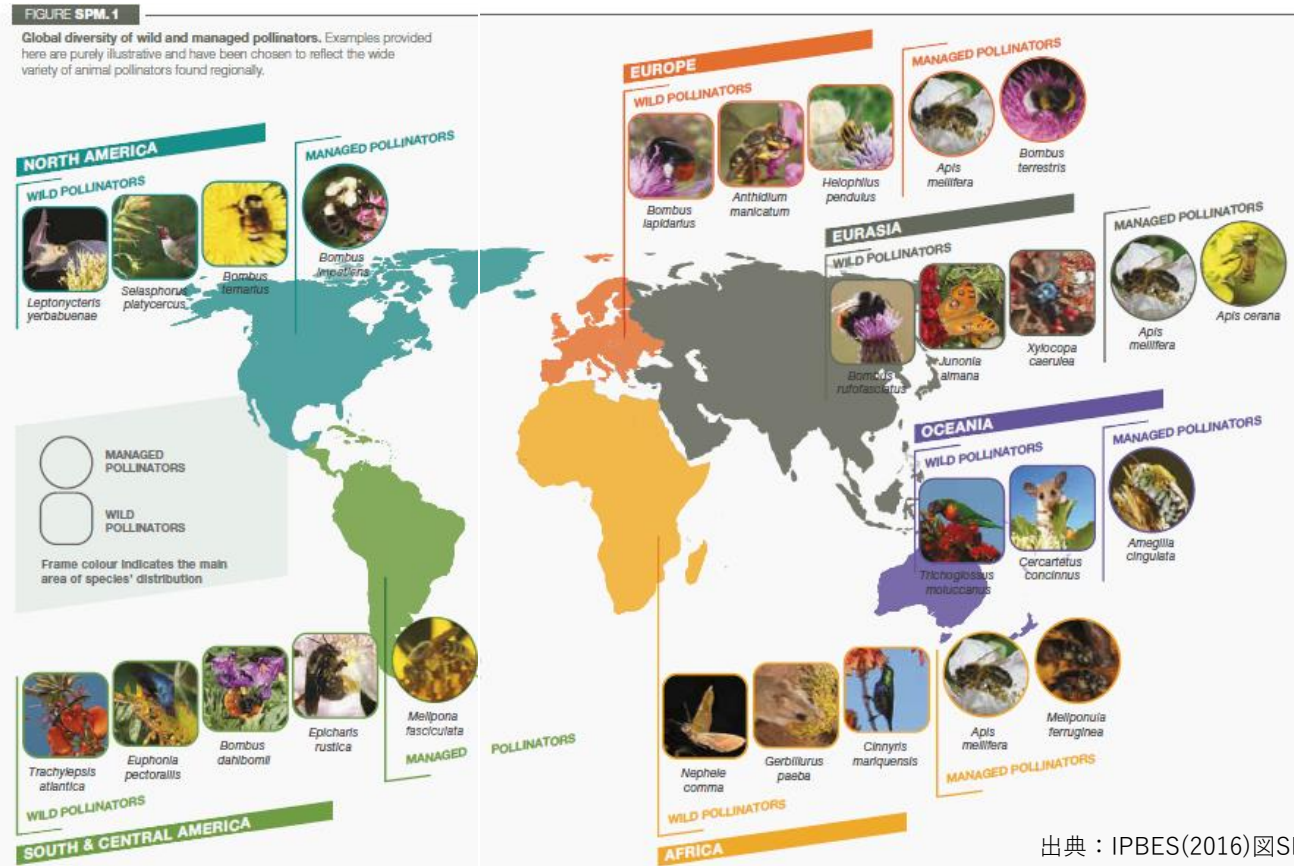 FIGURE SPM.1
Global diversity of wild and managed pollinators. Examples provided
here are purely illustrative and have been chosen to reflect the wide
variety of animal pollinators found regionally.
NORTH AMERICA
WILD POLLINATORS
Leptonycteris
yerbabuenae
Selasphorus
platycercus
Bombus
ternarius
MANAGED POLLINATORS
Bombus
impatiens
EUROPE
WILD POLLINATORS
Bombus
lapidarius
Anthidium
manicatum
Helophilus
pendulus
MANAGED POLLINATORS
Apis
mellifera
Bombus
terrestris
EURASIA
WILD POLLINATORS
Bombus
rufofasciatus
Junonia
almana
Xylocopa
caerulea
MANAGED POLLINATORS
Apis
mellifera
Apis cerana
MANAGED
POLLINATORS
WILD
POLLINATORS
Frame colour indicates the main
area of species' distribution
OCEANIA
WILD POLLINATORS
Trichoglossus
moluccanus
Cercartetus
concinnus
MANAGED POLLINATORS
Amegilla
cingulata
Trachylepsis
atlantica
Euphonia
pectoralis
Bombus
dahlbomii
Epicharis
rustica
WILD POLLINATORS
Melipona
fasciculata
MANAGED POLLINATORS
SOUTH & CENTRAL AMERICA
Nephele
comma
Gerbillurus
paeba
Cinnyris
mariquensis
WILD POLLINATORS
Apis
mellifera
Meliponula
ferruginea
MANAGED POLLINATORS
AFRICA
出典：IPBES(2016)図S